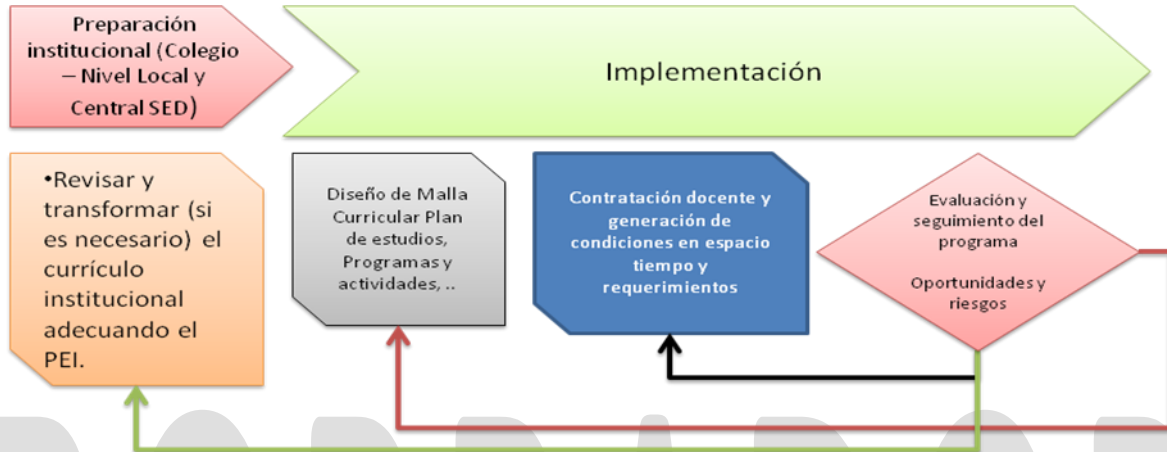 Preparación
institucional (Colegio
– Nivel Local y
Central SED)
Implementación
•Revisar y
transformar (si
es necesario) el
currículo
institucional
adecuando el
PEI.
Diseño de Malla
Curricular Plan
de estudios,
Programas y
actividades, ..
Contratación docente y
generación de
condiciones en espacio
tiempo y
requerimientos
Evaluación y
seguimiento del
programa
Oportunidades y
riesgos